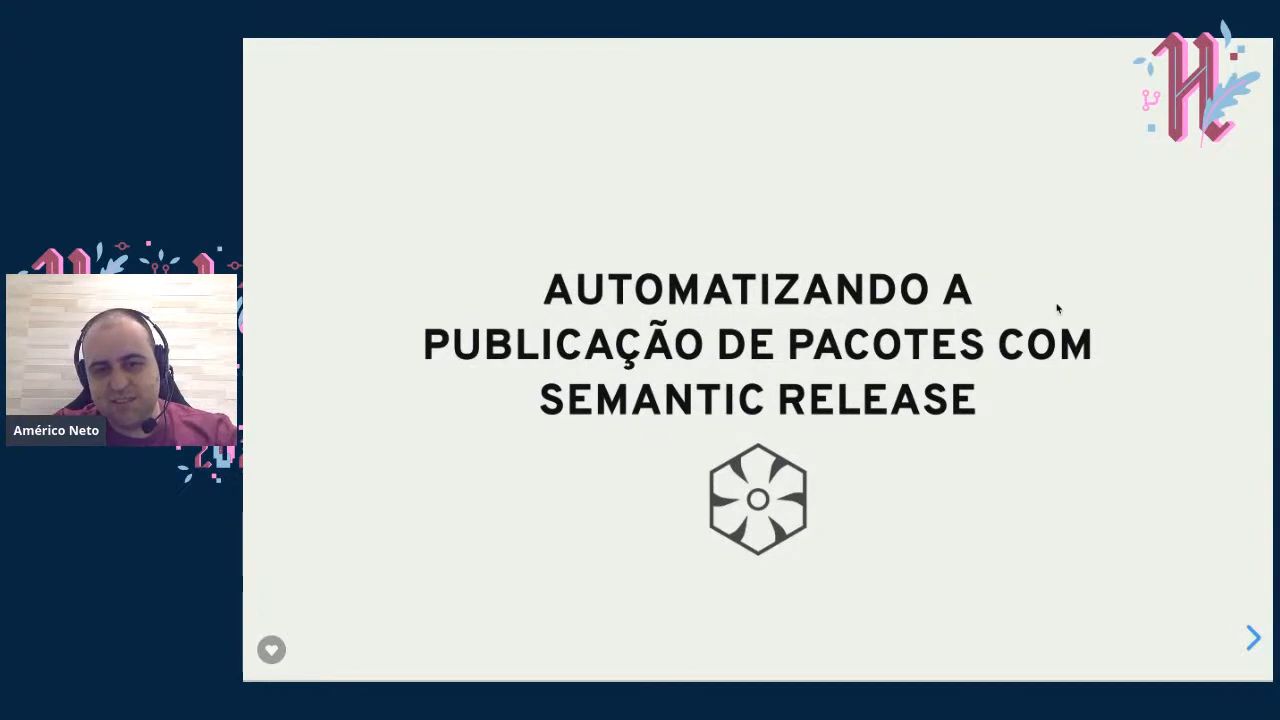 AUTOMATIZANDO A
PUBLICAÇÃO DE PACOTES COM
SEMANTIC RELEASE
Américo Neto